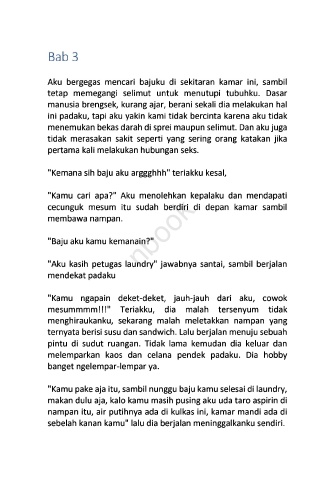 Bab 3
Aku bergegas mencari bajuku di sekitaran kamar ini, sambil
tetap memegangi selimut untuk menutupi tubuhku. Dasar
manusia brengsek, kurang ajar, berani sekali dia melakukan hal
ini padaku, tapi aku yakin kami tidak bercinta karena aku tidak
menemukan bekas darah di sprei maupun selimut. Dan aku juga
tidak merasakan sakit seperti yang sering orang katakan jika
pertama kali melakukan hubungan seks.
"Kemana sih baju aku arggghhh" teriakku kesal,
"Kamu cari apa?" Aku menolehkan kepalaku dan mendapati
cecunguk mesum itu sudah berdiri di depan kamar sambil
membawa nampan.
"Baju aku kamu kemanain?"
"Aku kasih petugas laundry" jawabnya santai, sambil berjalan
mendekat padaku
"Kamu ngapain deket-deket, jauh-jauh dari aku, cowok
mesummmm!!!" Teriakku, dia malah tersenyum tidak
menghiraukanku, sekarang malah meletakkan nampan yang
ternyata berisi susu dan sandwich. Lalu berjalan menuju sebuah
pintu di sudut ruangan. Tidak lama kemudian dia keluar dan
melemparkan kaos dan celana pendek padaku. Dia hobby
banget ngelempar-lempar ya.
"Kamu pake aja itu, sambil nunggu baju kamu selesai di laundry,
makan dulu aja, kalo kamu masih pusing aku uda taro aspirin di
nampan itu, air putihnya ada di kulkas ini, kamar mandi ada di
sebelah kanan kamu" lalu dia berjalan meninggalkanku sendiri.